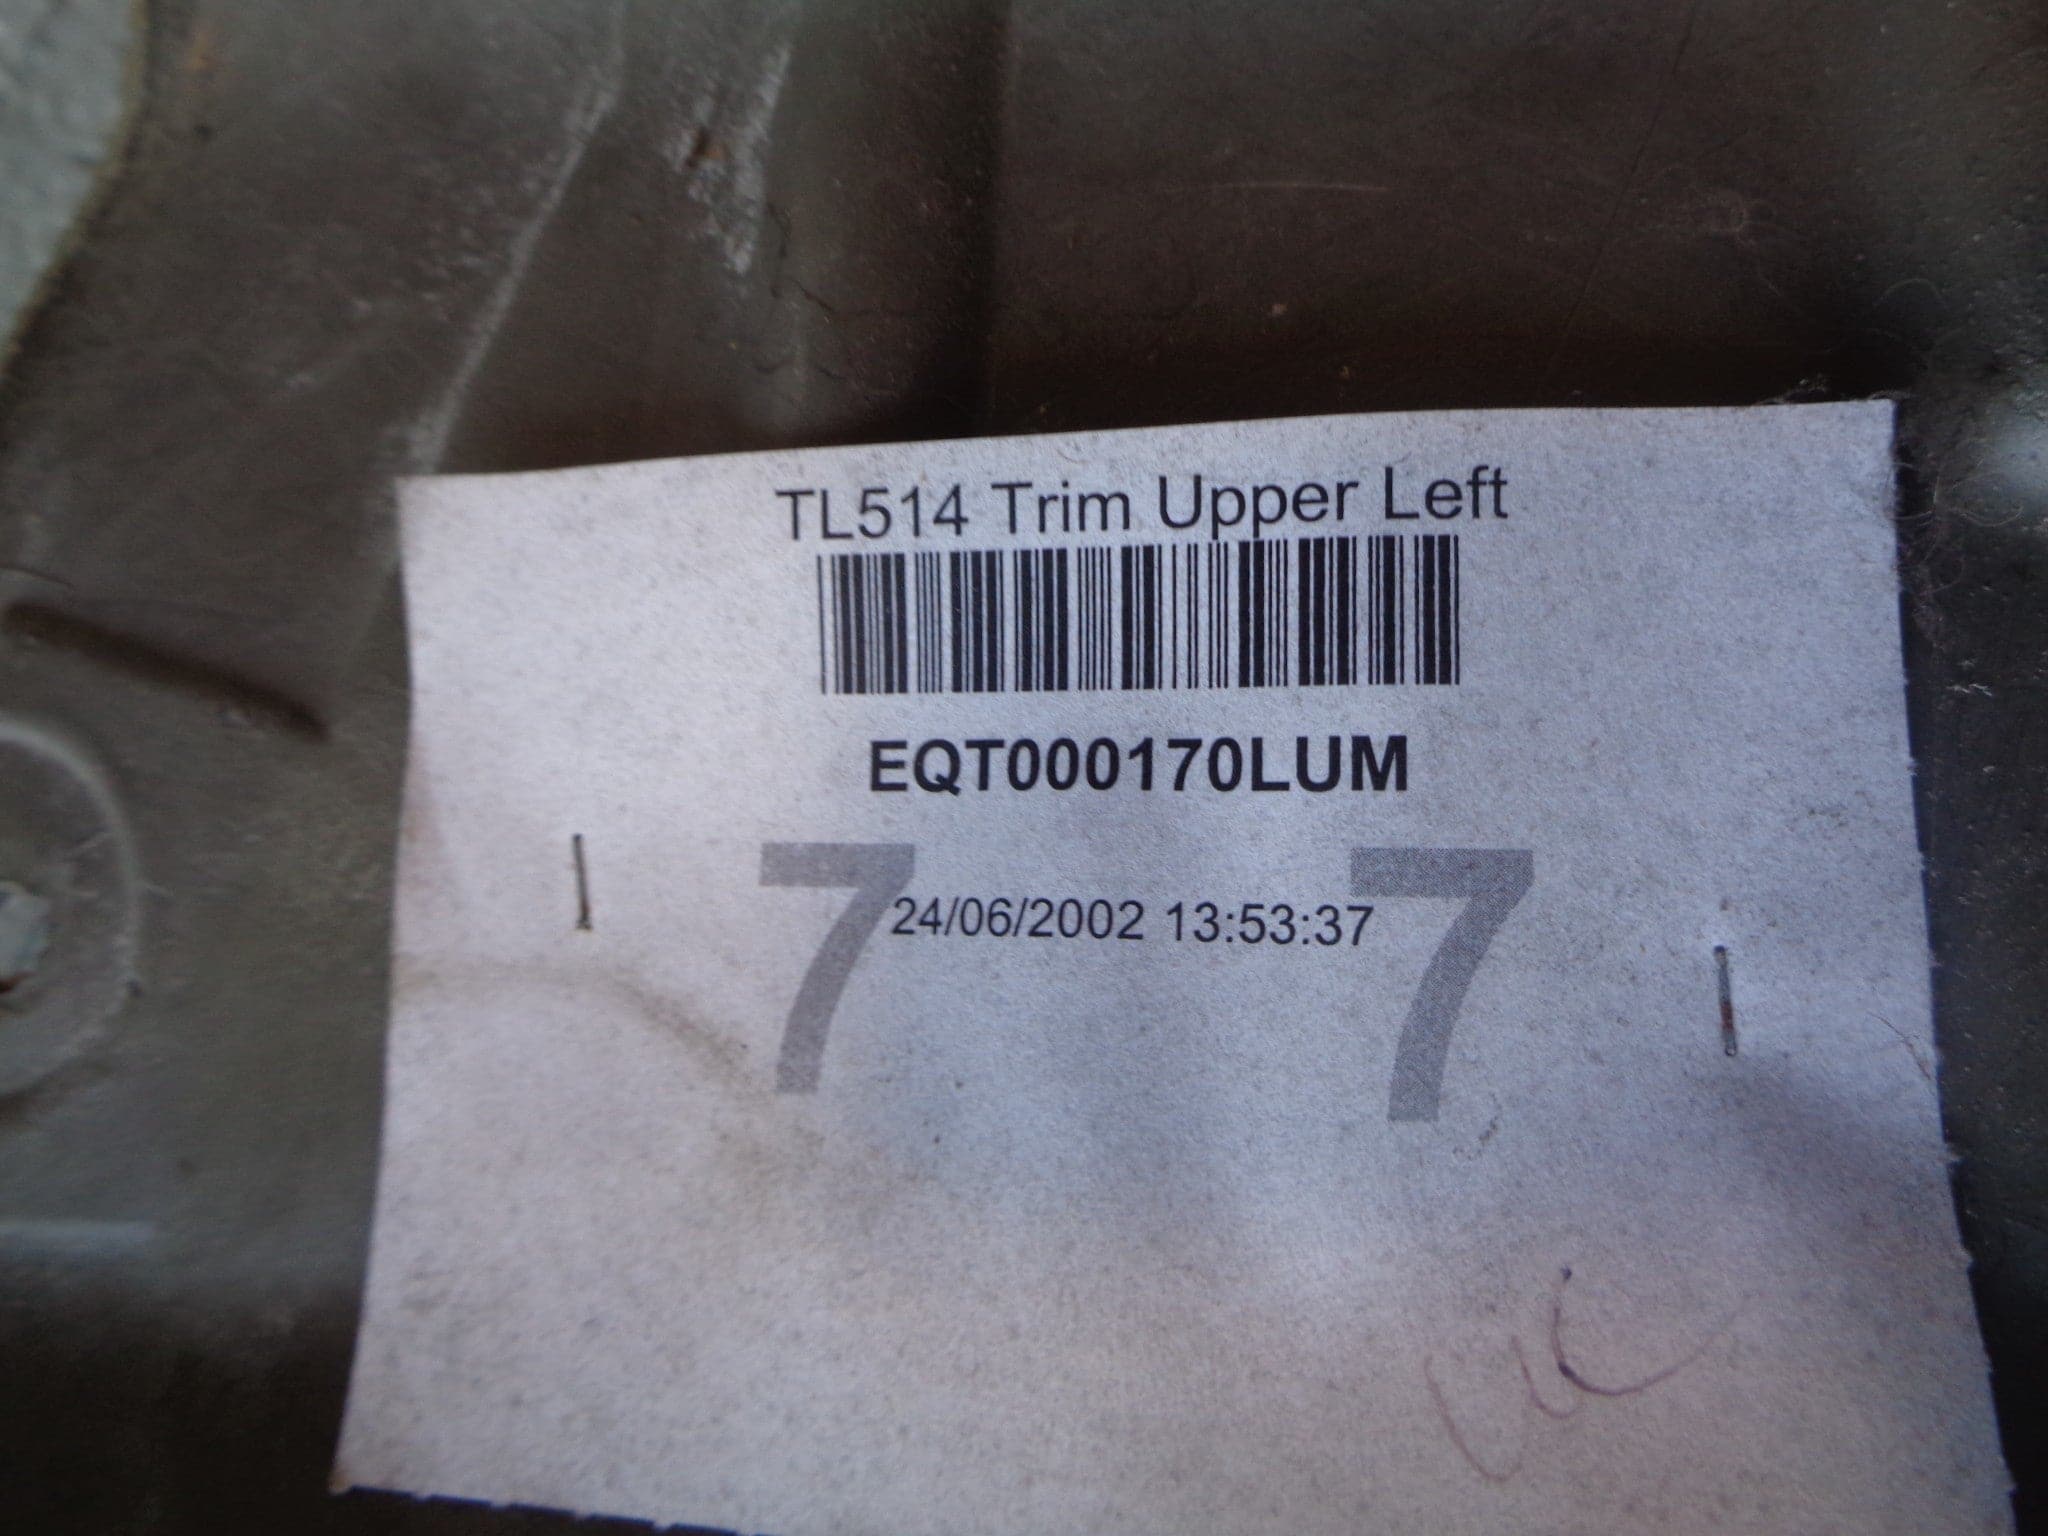 TL514 Trim Upper Left
EQT000170LUM
7 7
24/06/2002 13:53:37